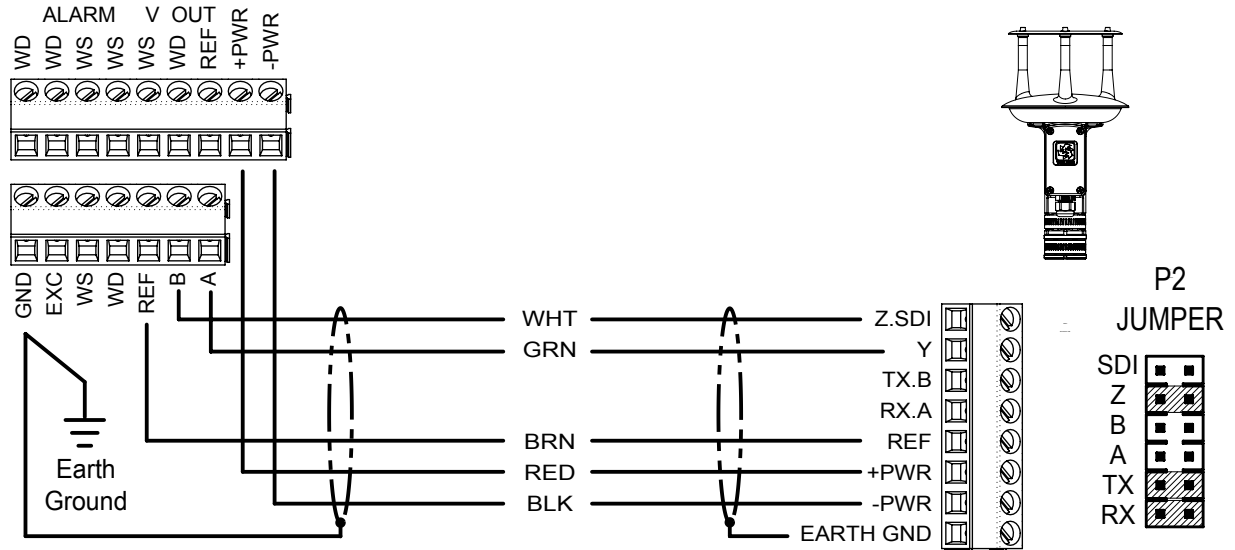 ALARM V OUT
WD WD WS WS WS WD REF +PWR -PWR
GND EXC WS WD REF B A
Earth
Ground
WHT
GRN
BRN
RED
BLK
Z.SDI
Y
TX.B
RX.A
REF
+PWR
-PWR
EARTH GND
P2
JUMPER
SDI
Z
B
A
TX
RX